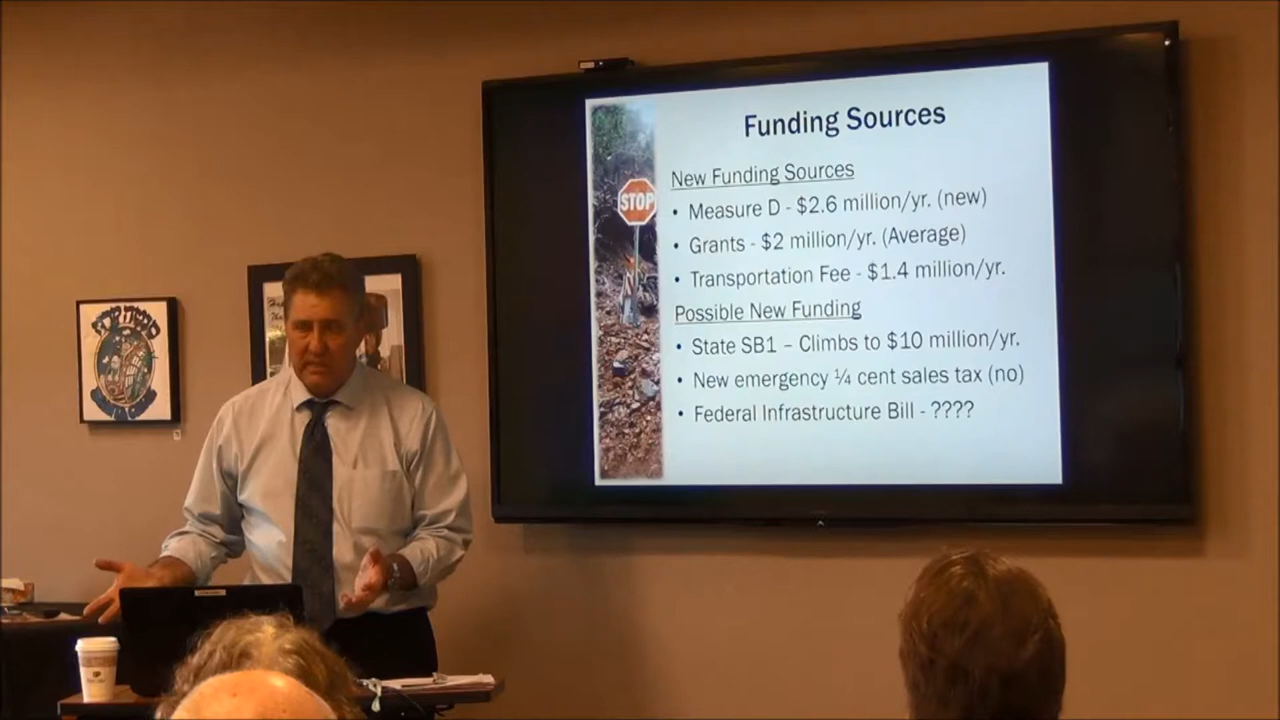 Funding Sources
New Funding Sources
• Measure D - $2.6 million/yr. (new)
• Grants - $2 million/yr. (Average)
• Transportation Fee - $1.4 million/yr.
Possible New Funding
• State SB1 – Climbs to $10 million/yr.
• New emergency ¼ cent sales tax (no)
• Federal Infrastructure Bill - ????
STOP